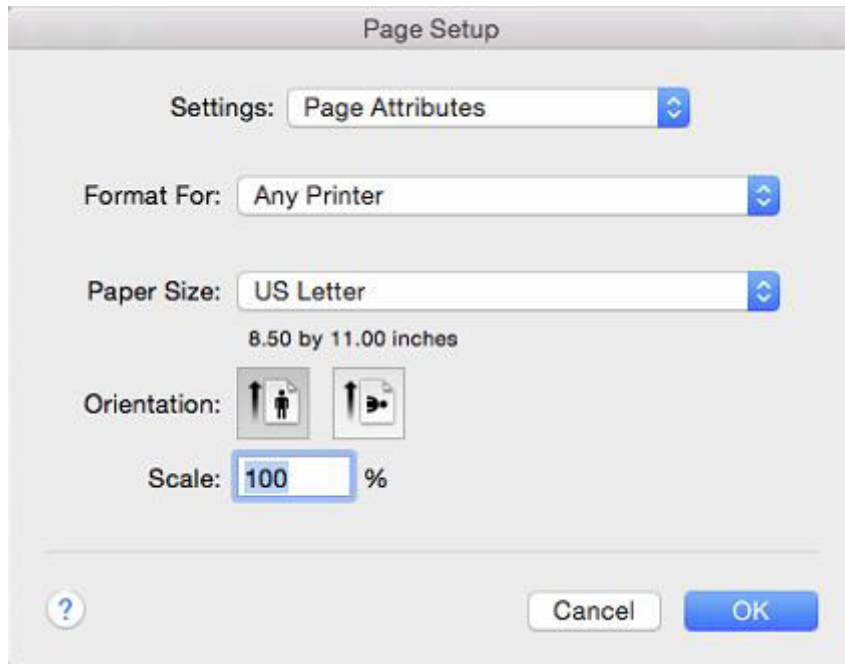 Page Setup
Settings: Page Attributes
Format For: Any Printer
Paper Size: US Letter
8.50 by 11.00 inches
Orientation:
Scale: 100 %
? Cancel OK